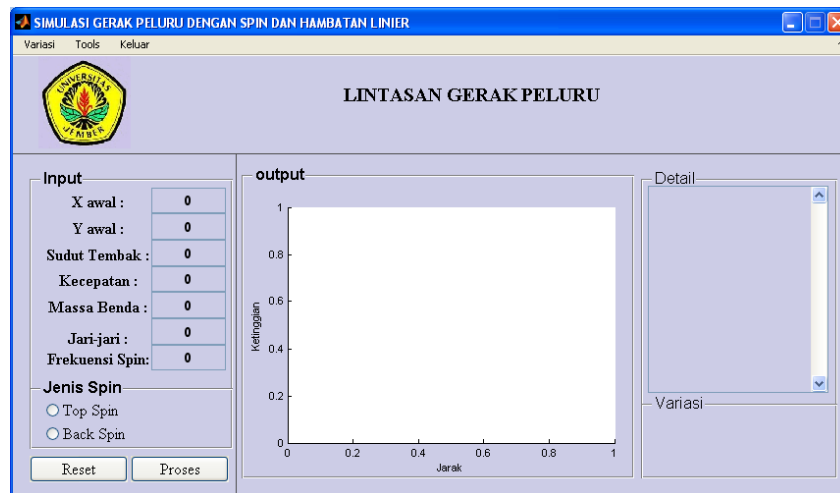 SIMULASI GERAK PELURU DENGAN SPIN DAN HAMBATAN LINIER
Variasi Tools Keluar
UNIVERSITAS
JEMBER
LINTASAN GERAK PELURU
Input
X awal : 0
Y awal : 0
Sudut Tembak : 0
Kecepatan : 0
Massa Benda : 0
Jari-jari : 0
Frekuensi Spin: 0
Jenis Spin
Top Spin
Back Spin
Reset Proses
output
1
0.8
0.6
0.4
0.2
0
Ketinggian
0 0.2 0.4 0.6 0.8 1
Jarak
Detail
Variasi